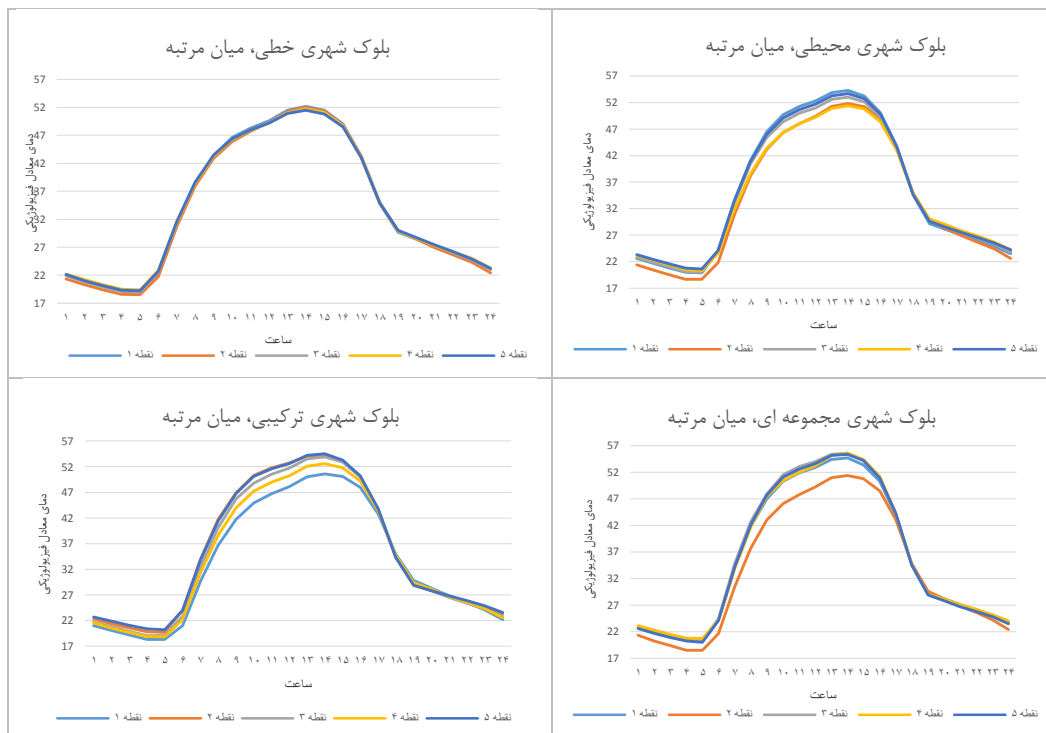 بلوک شهری خطی، میان مرتبه
دمای معادل فیزیولوژیکی
57
52
47
42
37
32
27
22
17
۱ ۲ ۳ ۴ ۵ ۶ ۷ ۸ ۹ ۱۰ ۱۱ ۱۲ ۱۳ ۱۴ ۱۵ ۱۶ ۱۷ ۱۸ ۱۹ ۲۰ ۲۱ ۲۲ ۲۳ ۲۴
ساعت
نقطه ۱ نقطه ۲ نقطه ۳ نقطه ۴ نقطه ۵
بلوک شهری محیطی، میان مرتبه
دمای معادل فیزیولوژیکی
57
52
47
42
37
32
27
22
17
۱ ۲ ۳ ۴ ۵ ۶ ۷ ۸ ۹ ۱۰ ۱۱ ۱۲ ۱۳ ۱۴ ۱۵ ۱۶ ۱۷ ۱۸ ۱۹ ۲۰ ۲۱ ۲۲ ۲۳ ۲۴
ساعت
نقطه ۱ نقطه ۲ نقطه ۳ نقطه ۴ نقطه ۵
بلوک شهری ترکیبی، میان مرتبه
دمای معادل فیزیولوژیکی
57
52
47
42
37
32
27
22
17
۱ ۲ ۳ ۴ ۵ ۶ ۷ ۸ ۹ ۱۰ ۱۱ ۱۲ ۱۳ ۱۴ ۱۵ ۱۶ ۱۷ ۱۸ ۱۹ ۲۰ ۲۱ ۲۲ ۲۳ ۲۴
ساعت
نقطه ۱ نقطه ۲ نقطه ۳ نقطه ۴ نقطه ۵
بلوک شهری مجموعه ای، میان مرتبه
دمای معادل فیزیولوژیکی
57
52
47
42
37
32
27
22
17
۱ ۲ ۳ ۴ ۵ ۶ ۷ ۸ ۹ ۱۰ ۱۱ ۱۲ ۱۳ ۱۴ ۱۵ ۱۶ ۱۷ ۱۸ ۱۹ ۲۰ ۲۱ ۲۲ ۲۳ ۲۴
ساعت
نقطه ۱ نقطه ۲ نقطه ۳ نقطه ۴ نقطه ۵